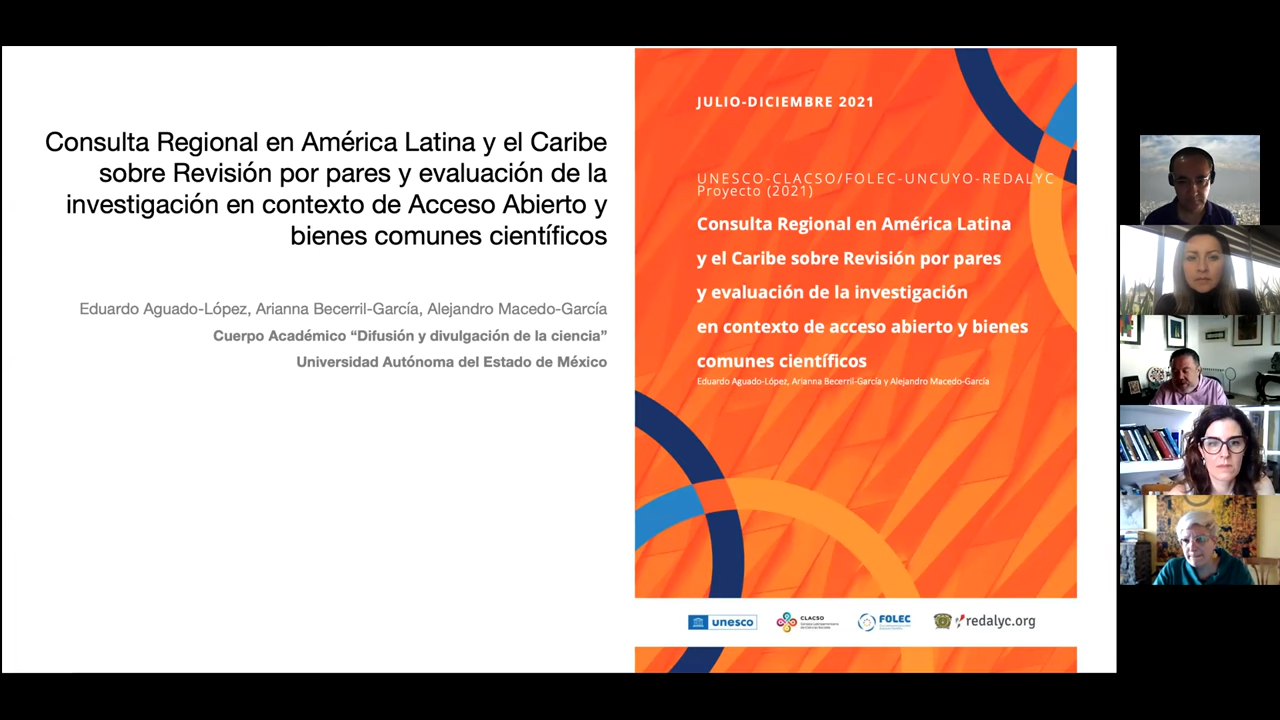 Consulta Regional en América Latina y el Caribe
sobre Revisión por pares y evaluación de la
investigación en contexto de Acceso Abierto y
bienes comunes científicos
Eduardo Aguado-López, Arianna Becerril-García, Alejandro Macedo-García
Cuerpo Académico “Difusión y divulgación de la ciencia”
Universidad Autónoma del Estado de México
JULIO-DICIEMBRE 2021
UNESCO-CLACSO/FOLEC-UNCUYO-REDALYC
Proyecto (2021)
Consulta Regional en América Latina
y el Caribe sobre Revisión por pares
y evaluación de la investigación
en contexto de acceso abierto y bienes
comunes científicos
Eduardo Aguado-López, Arianna Becerril-García y Alejandro Macedo-García
unesco
CLACSO
FOLEC
redalyc.org